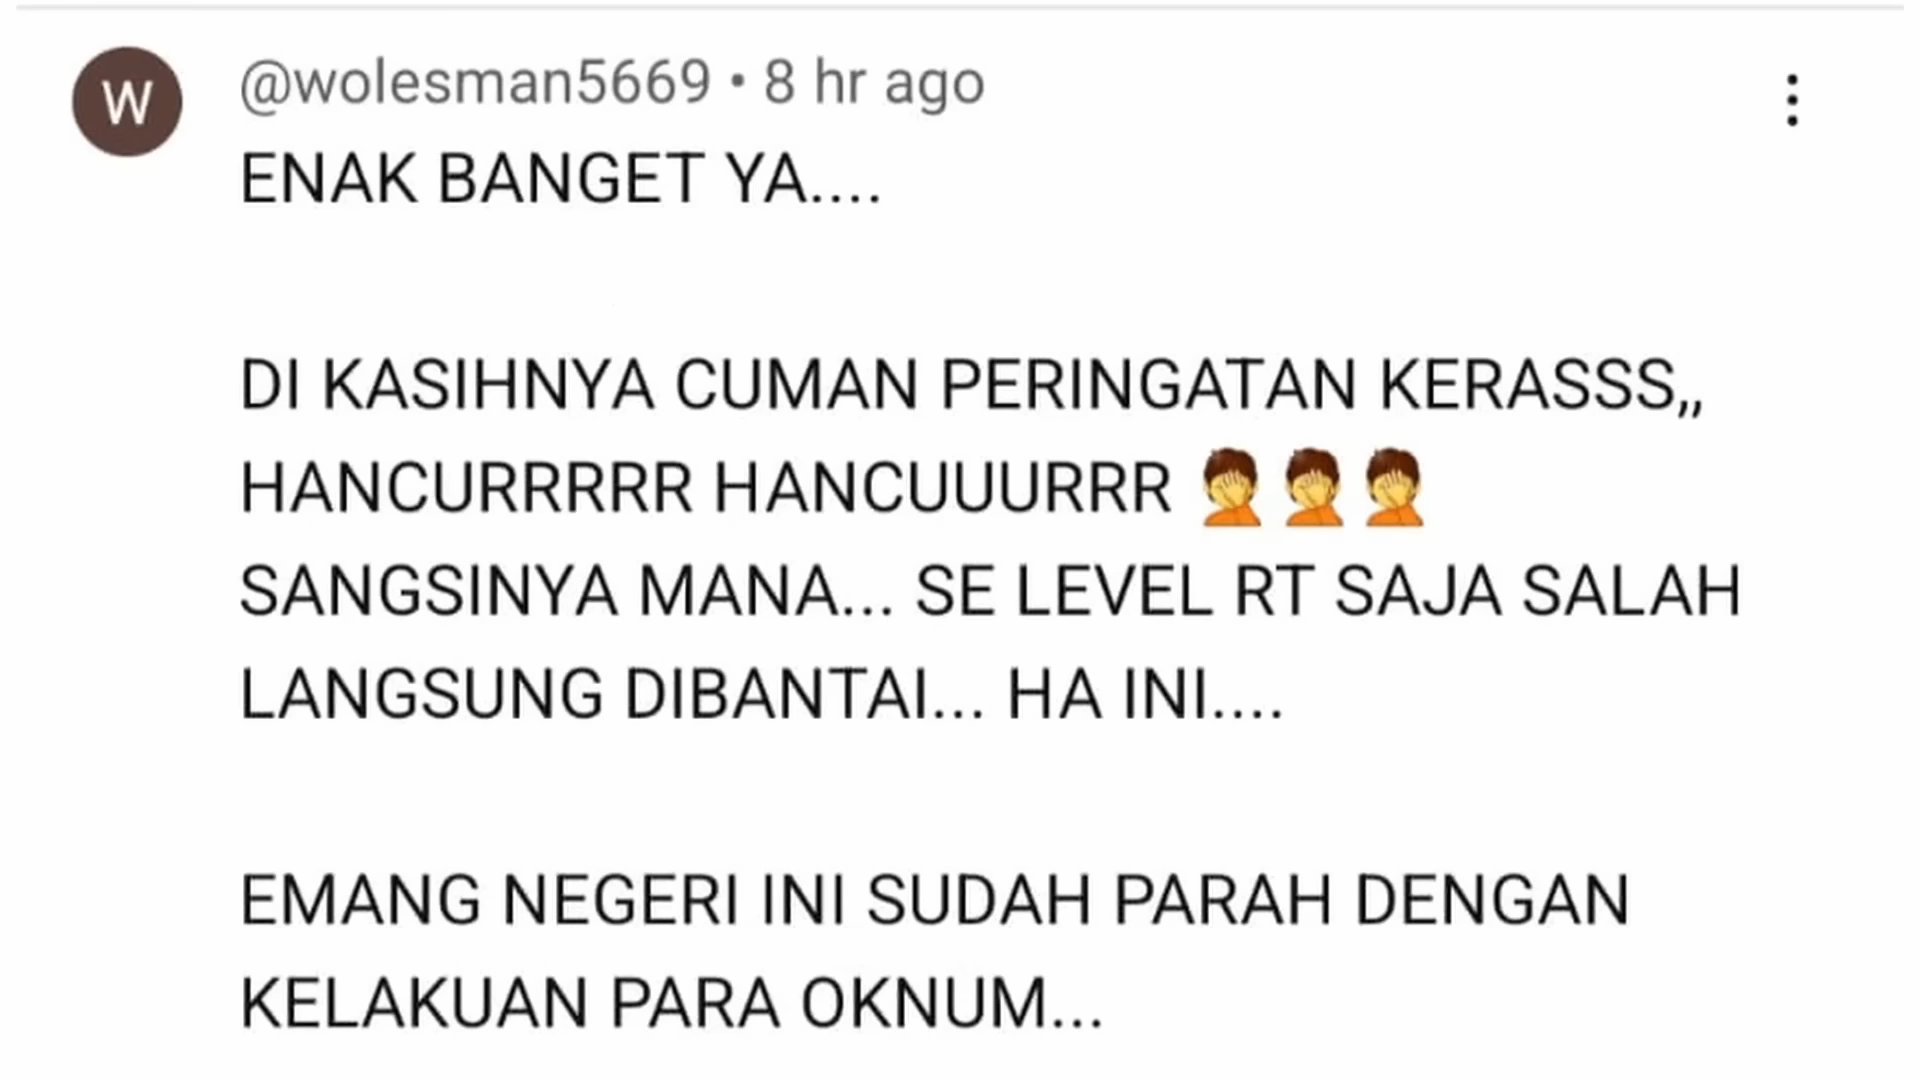 W
@wolesman5669 • 8 hr ago
ENAK BANGET YA....
DI KASIHNYA CUMAN PERINGATAN KERASSS,,
HANCURRRRR HANCUUURRR 🤦🤦🤦
SANGSINYA MANA... SE LEVEL RT SAJA SALAH
LANGSUNG DIBANTAI... HA INI....
EMANG NEGERI INI SUDAH PARAH DENGAN
KELAKUAN PARA OKNUM...